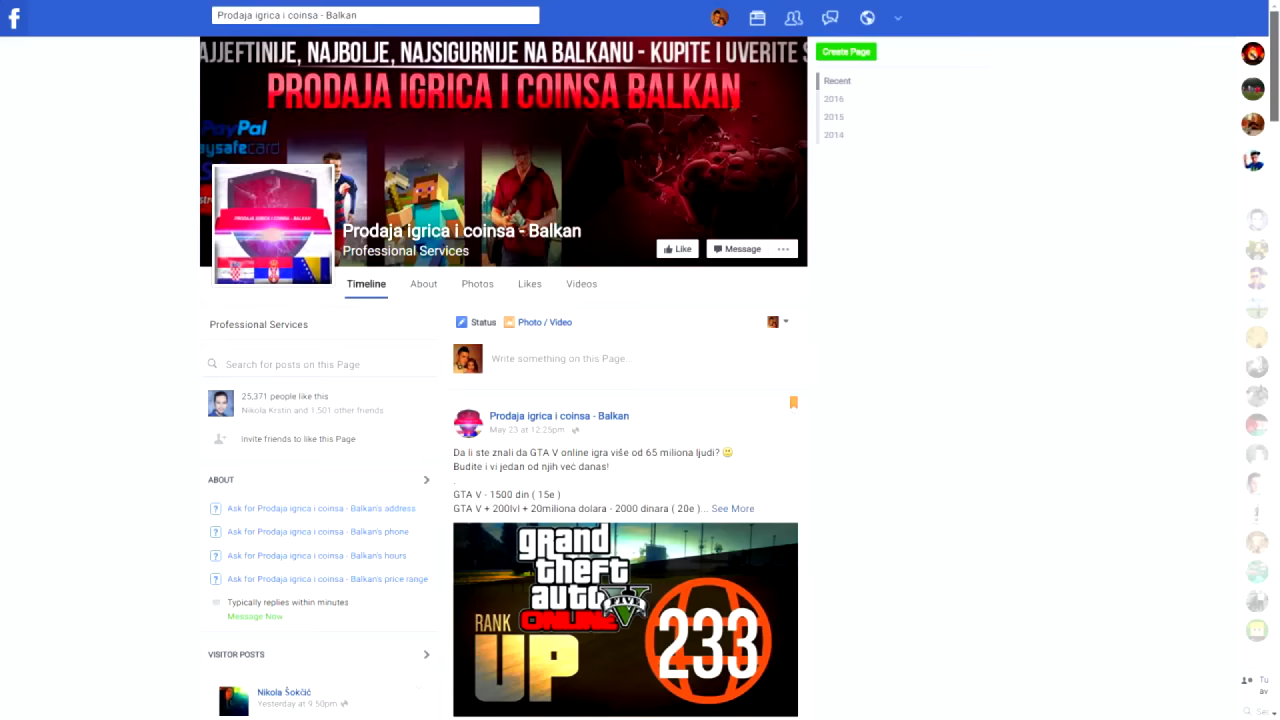 f
Prodaja igrica i coinsa - Balkan
AJJEFTINIJE, NAJBOLJE, NAJSIGURNIJE NA BALKANU - KUPITE I UVERITE S
PRODAJA IGRICA I COINSA BALKAN
PayPal
aysafecard
PRODAJA IGRICA I COINSA - BALKAN
Prodaja igrica i coinsa - Balkan
Professional Services
Like
Message
...
Create Page
Recent
2016
2015
2014
Timeline
About
Photos
Likes
Videos
Professional Services
Search for posts on this Page
25,371 people like this
Nikola Krstin and 1,501 other friends
Invite friends to like this Page
ABOUT
? Ask for Prodaja igrica i coinsa - Balkan's address
? Ask for Prodaja igrica i coinsa - Balkan's phone
? Ask for Prodaja igrica i coinsa - Balkan's hours
? Ask for Prodaja igrica i coinsa - Balkan's price range
Typically replies within minutes
Message Now
VISITOR POSTS
Nikola Šokčić
Yesterday at 9:50pm
Status
Photo / Video
Write something on this Page...
Prodaja igrica i coinsa - Balkan
May 23 at 12:25pm
Da li ste znali da GTA V online igra više od 65 miliona ljudi?
Budite i vi jedan od njih već danas!
.
GTA V - 1500 din ( 15e )
GTA V + 200lvl + 20miliona dolara - 2000 dinara ( 20e )... See More
grand
theft
auto V
FIVE
ONLINE
RANK
UP
233
Tu
av